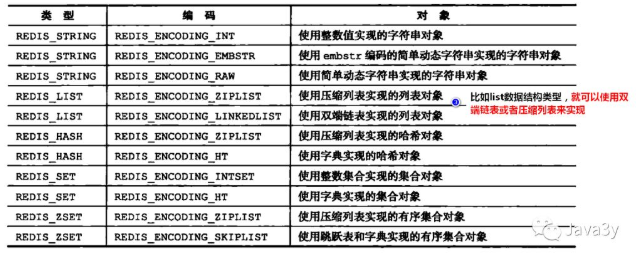 类 型 编 码 对 象
REDIS_STRING REDIS_ENCODING_INT 使用整数值实现的字符串对象
REDIS_STRING REDIS_ENCODING_EMBSTR 使用 embstr 编码的简单动态字符串实现的字符串对象
REDIS_STRING REDIS_ENCODING_RAW 使用简单动态字符串实现的字符串对象
REDIS_LIST REDIS_ENCODING_ZIPLIST 使用压缩列表实现的列表对象
比如list数据结构类型，就可以使用双
端链表或者压缩列表来实现
REDIS_LIST REDIS_ENCODING_LINKEDLIST 使用双端链表实现的列表对象
REDIS_HASH REDIS_ENCODING_ZIPLIST 使用压缩列表实现的哈希对象
REDIS_HASH REDIS_ENCODING_HT 使用字典实现的哈希对象
REDIS_SET REDIS_ENCODING_INTSET 使用整数集合实现的集合对象
REDIS_SET REDIS_ENCODING_HT 使用字典实现的集合对象
REDIS_ZSET REDIS_ENCODING_ZIPLIST 使用压缩列表实现的有序集合对象
REDIS_ZSET REDIS_ENCODING_SKIPLIST 使用跳跃表和字典实现的有序集合对象
Java3y